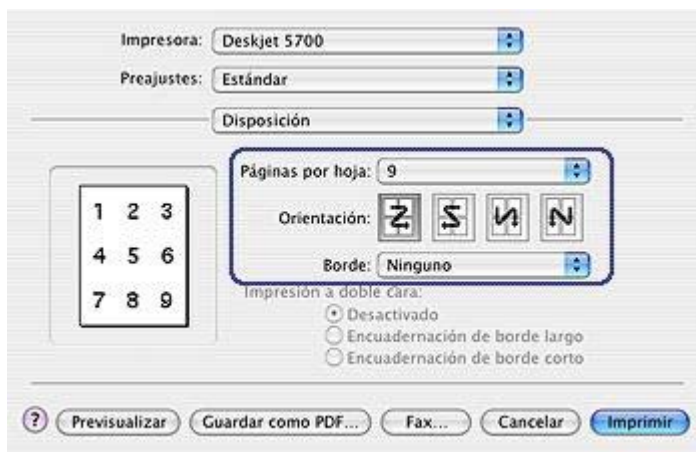 Impresora: Deskjet 5700
Preajustes: Estándar
Disposición
Páginas por hoja: 9
Orientación:
Borde: Ninguno
1 2 3
4 5 6
7 8 9
Impresión a doble cara:
Desactivado
Encuadernación de borde largo
Encuadernación de borde corto
? Previsualizar Guardar como PDF... Fax... Cancelar Imprimir